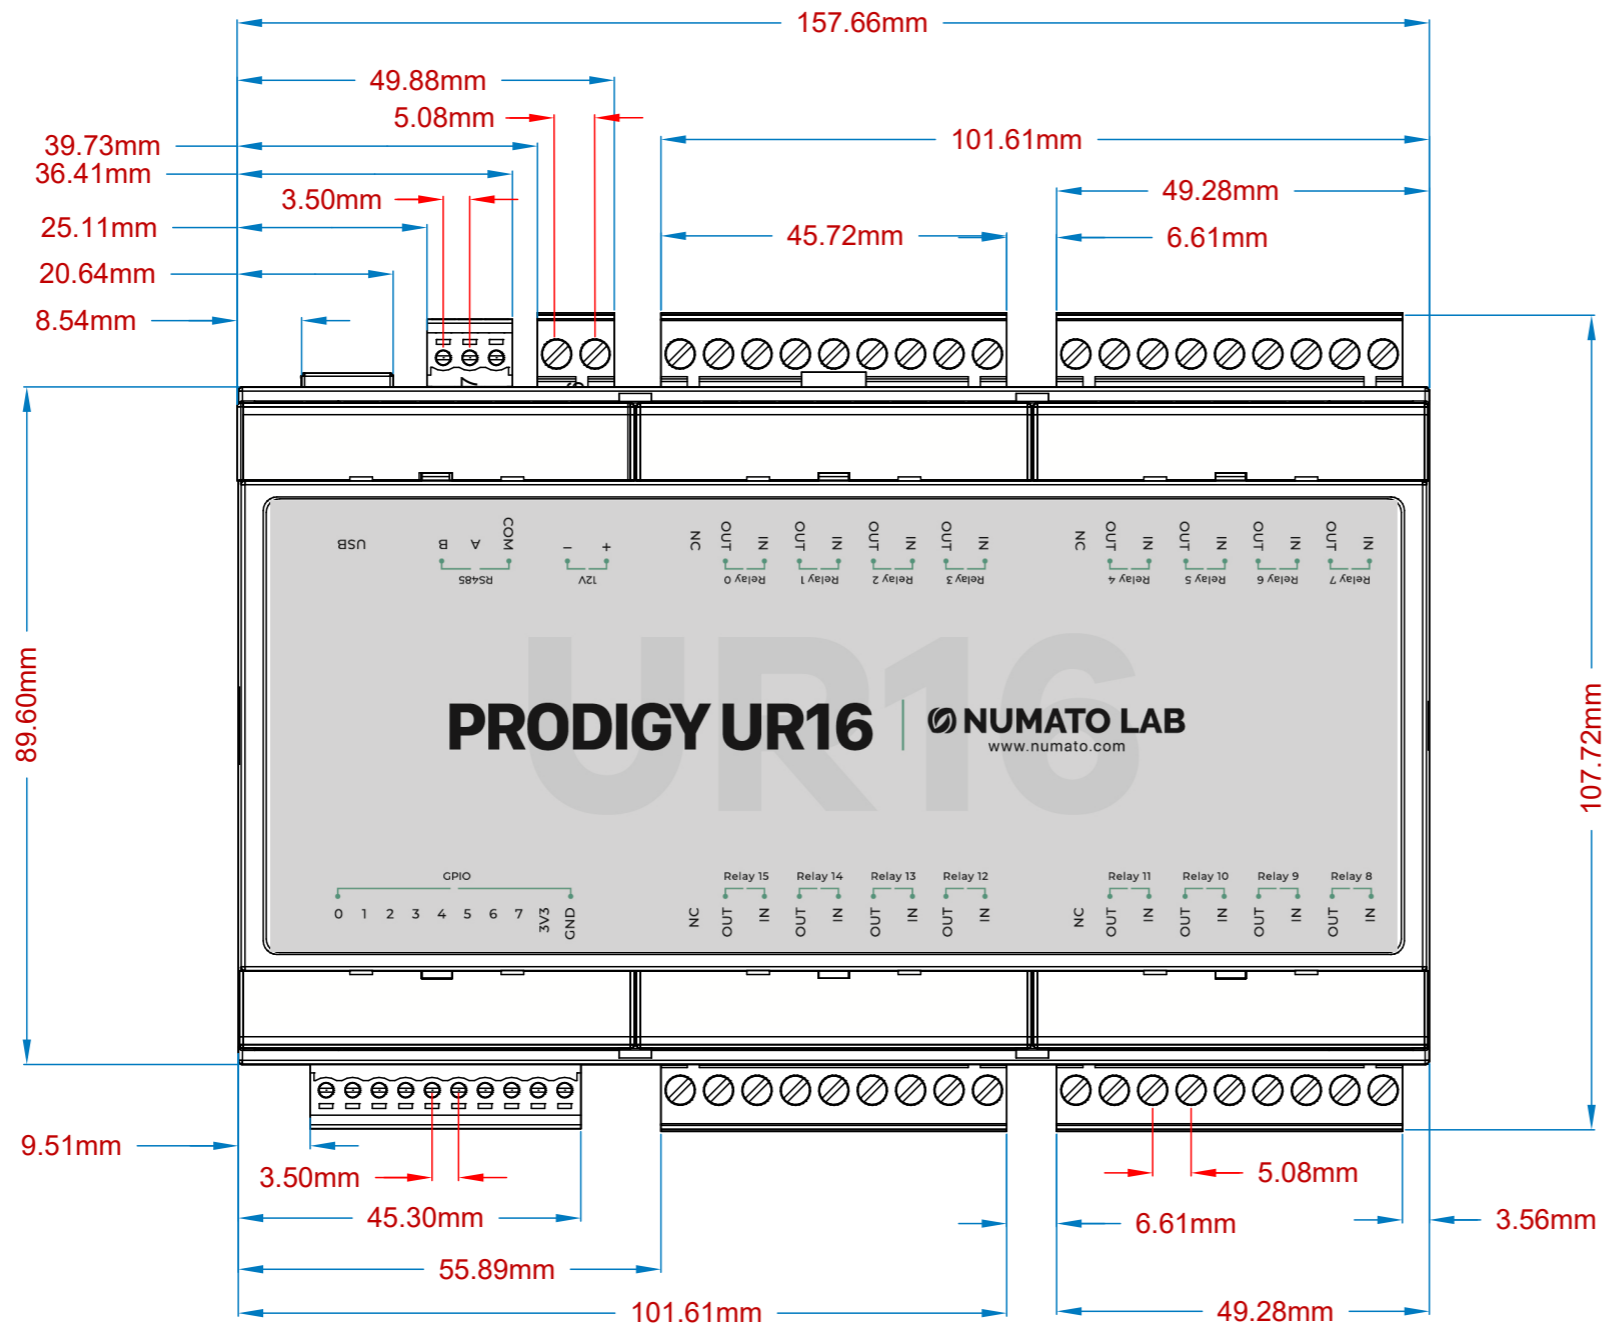 157.66mm
49.88mm
5.08mm
39.73mm
101.61mm
36.41mm
3.50mm
49.28mm
25.11mm
45.72mm
6.61mm
20.64mm
8.54mm
USB
B A COM
RS485
- +
12V
NC OUT IN OUT IN OUT IN OUT IN
Relay 0 Relay 1 Relay 2 Relay 3
NC OUT IN OUT IN OUT IN OUT IN
Relay 4 Relay 5 Relay 6 Relay 7
UR16
89.60mm
PRODIGY UR16
NUMATO LAB
www.numato.com
107.72mm
GPIO
0 1 2 3 4 5 6 7 3V3 GND
Relay 15 Relay 14 Relay 13 Relay 12
NC OUT IN OUT IN OUT IN OUT IN
Relay 11 Relay 10 Relay 9 Relay 8
NC OUT IN OUT IN OUT IN OUT IN
9.51mm
3.50mm
5.08mm
45.30mm
6.61mm
3.56mm
55.89mm
101.61mm
49.28mm